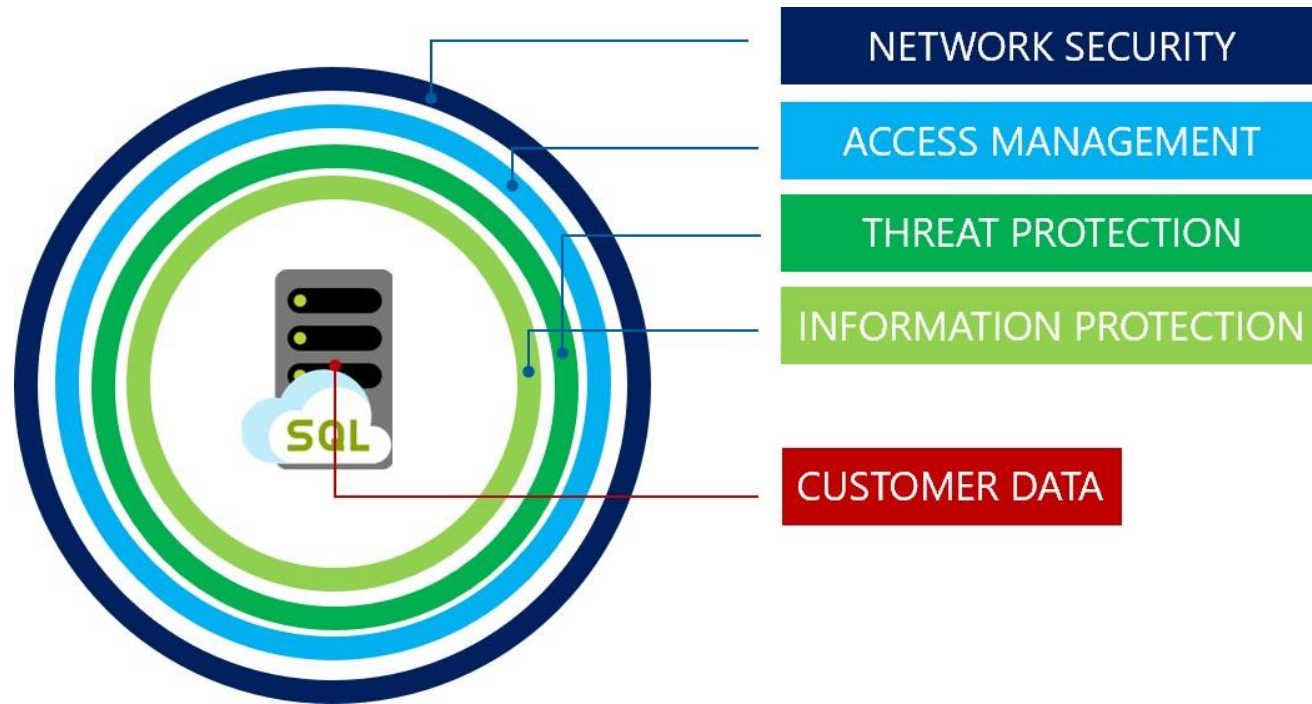 NETWORK SECURITY
ACCESS MANAGEMENT
THREAT PROTECTION
INFORMATION PROTECTION
SQL
CUSTOMER DATA